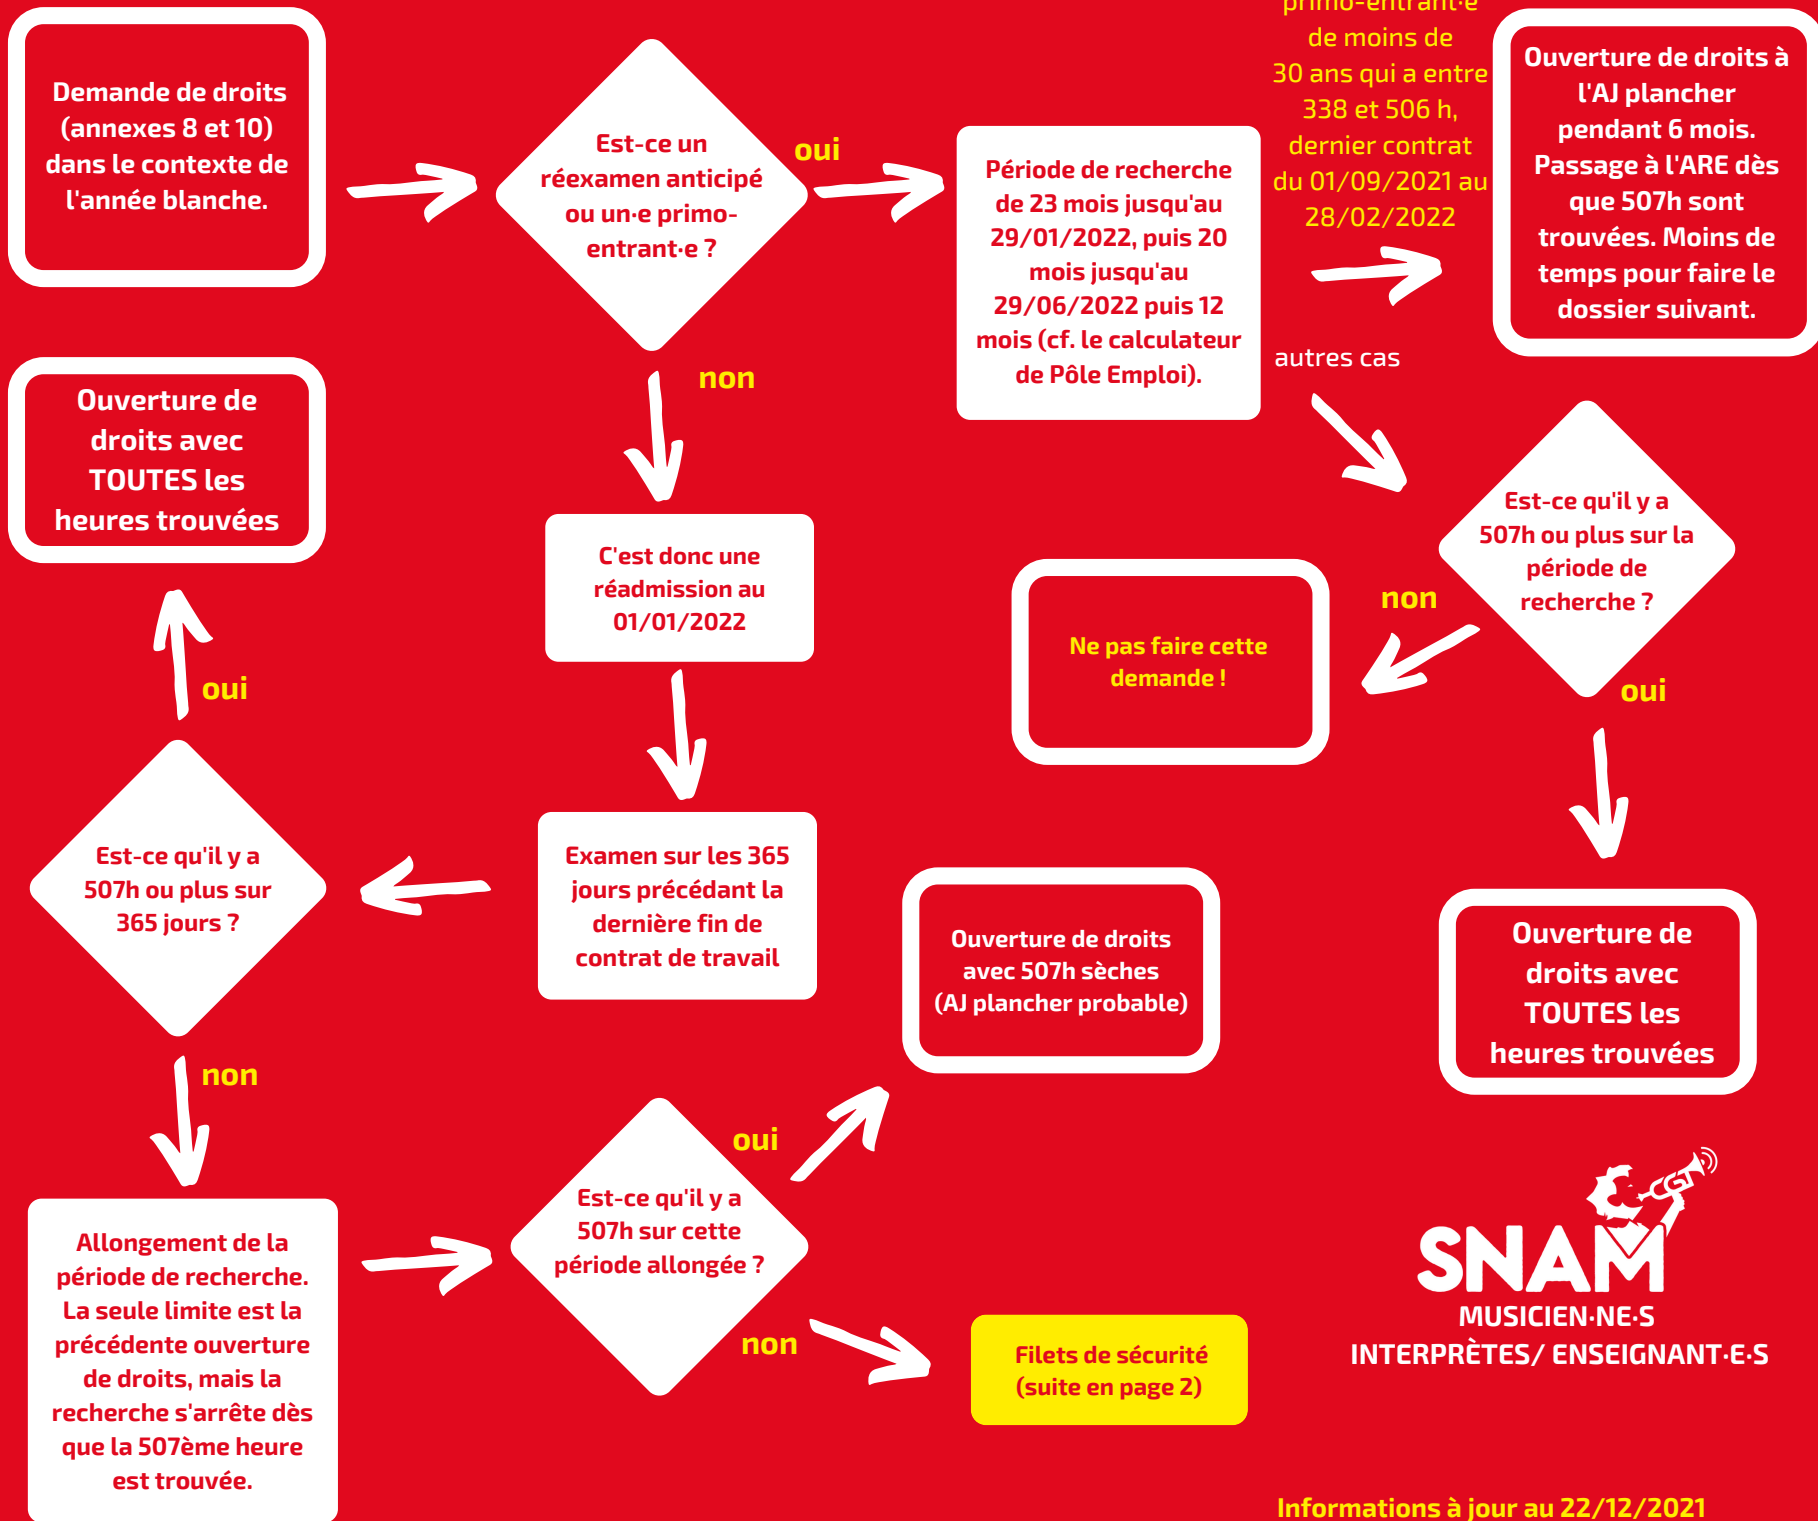 Demande de droits
(annexes 8 et 10)
dans le contexte de
l'année blanche.
Est-ce un
réexamen anticipé
ou un·e primo-
entrant·e ?
oui
non
Période de recherche
de 23 mois jusqu'au
29/01/2022, puis 20
mois jusqu'au
29/06/2022 puis 12
mois (cf. le calculateur
de Pôle Emploi).
primo-entrant·e
de moins de
30 ans qui a entre
338 et 506 h,
dernier contrat
du 01/09/2021 au
28/02/2022
Ouverture de droits à
l'AJ plancher
pendant 6 mois.
Passage à l'ARE dès
que 507h sont
trouvées. Moins de
temps pour faire le
dossier suivant.
autres cas
Est-ce qu'il y a
507h ou plus sur la
période de
recherche ?
non
oui
Ne pas faire cette
demande !
Ouverture de
droits avec
TOUTES les
heures trouvées
C'est donc une
réadmission au
01/01/2022
Examen sur les 365
jours précédant la
dernière fin de
contrat de travail
Est-ce qu'il y a
507h ou plus sur
365 jours ?
oui
non
Ouverture de
droits avec
TOUTES les
heures trouvées
Allongement de la
période de recherche.
La seule limite est la
précédente ouverture
de droits, mais la
recherche s'arrête dès
que la 507ème heure
est trouvée.
Est-ce qu'il y a
507h sur cette
période allongée ?
oui
non
Ouverture de droits
avec 507h sèches
(AJ plancher probable)
Filets de sécurité
(suite en page 2)
CGT
SNAM
MUSICIEN·NE·S
INTERPRÈTES/ ENSEIGNANT·E·S
Informations à jour au 22/12/2021